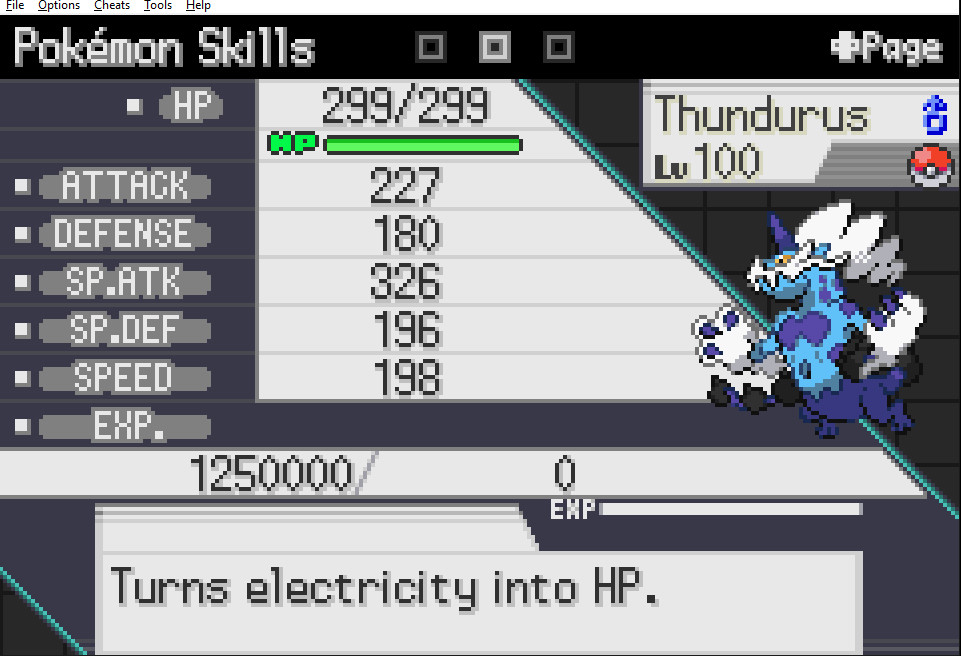 File Options Cheats Tools Help
Pokémon Skills
Page
HP 299/299
HP
Thundurus
Lv100
ATTACK 227
DEFENSE 180
SP.ATK 326
SP.DEF 196
SPEED 198
EXP.
1250000/ 0
EXP
Turns electricity into HP.